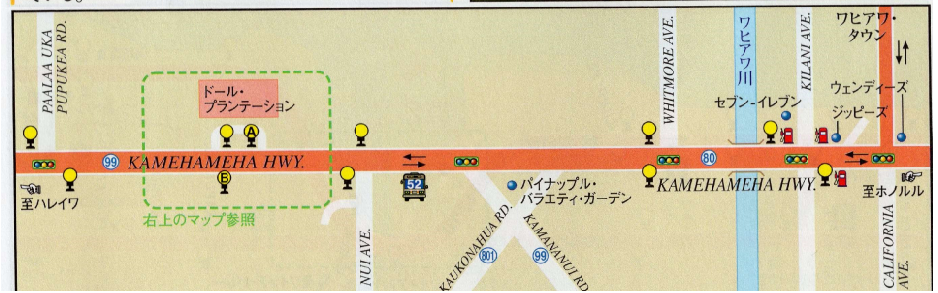 PAALAA UKA
PUPUKEA RD.
ドール・
プランテーション
A
E
99
KAMEHAMEHA HWY.
至ハレイワ
右上のマップ参照
NUI AVE.
52
パイナップル・
バラエティ・ガーデン
KAUKONAHUA RD.
801
KAMANANUI RD.
99
WHITMORE AVE.
ワヒアワ川
KILANI AVE.
セブン-イレブン
80
KAMEHAMEHA HWY.
ワヒアワ・
タウン
ウェンディーズ
ジッピーズ
至ホノルル
CALIFORNIA
AVE.